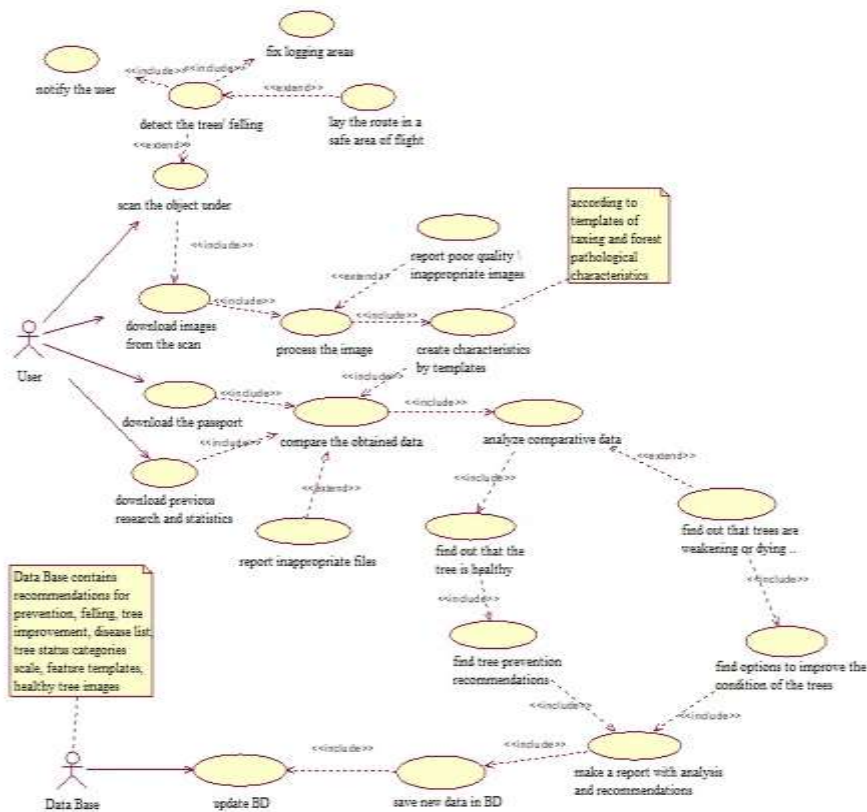 fix logging areas
<<include>>
<<include>>
notify the user
<<extend>>
detect the trees' felling
lay the route in a
safe area of flight
<<extend>>
scan the object under
according to
templates of
taxing and forest
pathological
characteristics
<<include>>
report poor quality \
inappropriate images
<<extend>>
<<include>>
download images
from the scan
process the image
<<include>>
create characteristics
by templates
User
<<include>>
<<include>>
download the passport
<<include>>
compare the obtained data
analyze comparative data
<<include>>
<<extend>>
<<include>>
download previous
research and statistics
<<extend>>
find out that trees are
weakening or dying ..
report inappropriate files
find out that the
tree is healthy
Data Base contains
recommendations for
prevention, felling, tree
improvement, disease list,
tree status categories
scale, feature templates,
healthy tree images
<<include>>
<<include>>
find tree prevention
recommendations
find options to improve the
condition of the trees
<<include>>
<<include>>
<<include>>
<<include>>
make a report with analysis
and recommendations
Data Base
update BD
save new data in BD